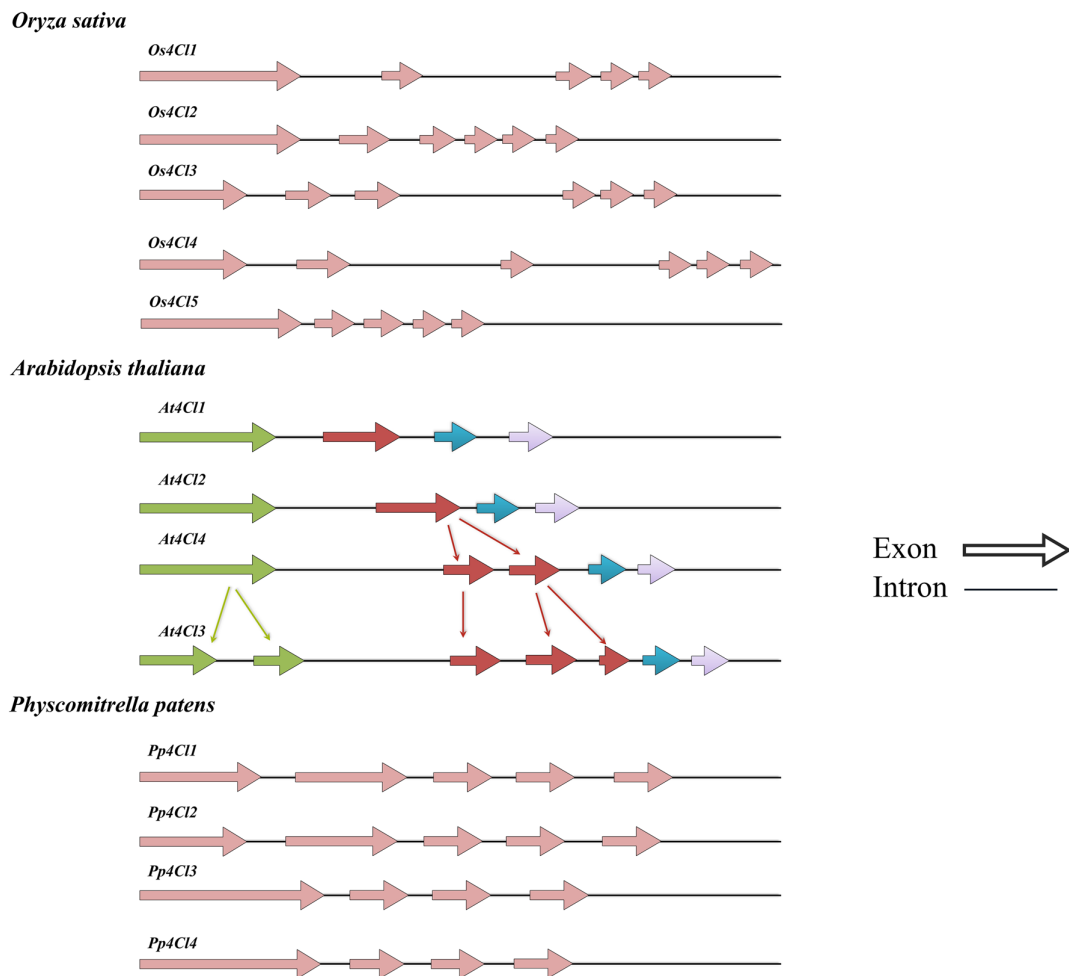 Oryza sativa
Os4Cl1
Os4Cl2
Os4Cl3
Os4Cl4
Os4Cl5
Arabidopsis thaliana
At4Cl1
At4Cl2
At4Cl4
At4Cl3
Exon
Intron
Physcomitrella patens
Pp4Cl1
Pp4Cl2
Pp4Cl3
Pp4Cl4